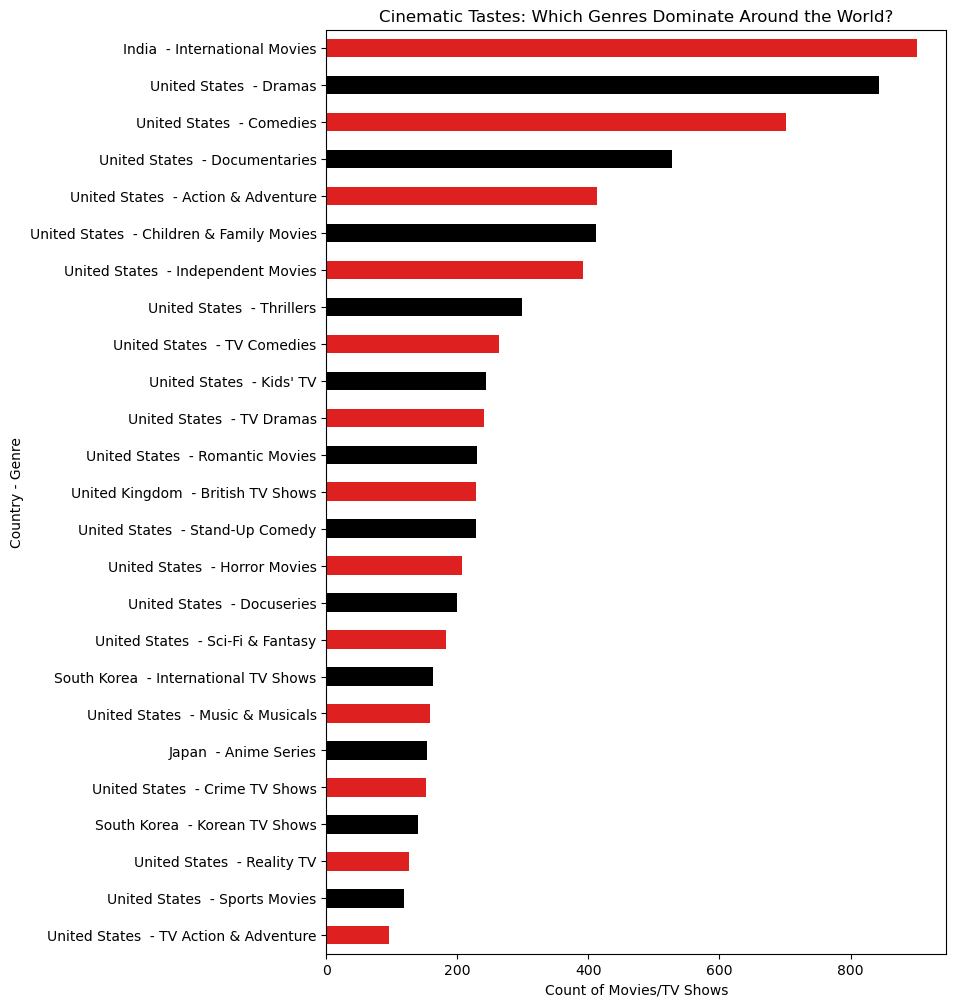 Cinematic Tastes: Which Genres Dominate Around the World?
India  - International Movies
United States  - Dramas
United States  - Comedies
United States  - Documentaries
United States  - Action & Adventure
United States  - Children & Family Movies
United States  - Independent Movies
United States  - Thrillers
United States  - TV Comedies
United States  - Kids' TV
United States  - TV Dramas
United States  - Romantic Movies
United Kingdom  - British TV Shows
United States  - Stand-Up Comedy
United States  - Horror Movies
United States  - Docuseries
United States  - Sci-Fi & Fantasy
South Korea  - International TV Shows
United States  - Music & Musicals
Japan  - Anime Series
United States  - Crime TV Shows
South Korea  - Korean TV Shows
United States  - Reality TV
United States  - Sports Movies
United States  - TV Action & Adventure
Country - Genre
0 200 400 600 800
Count of Movies/TV Shows